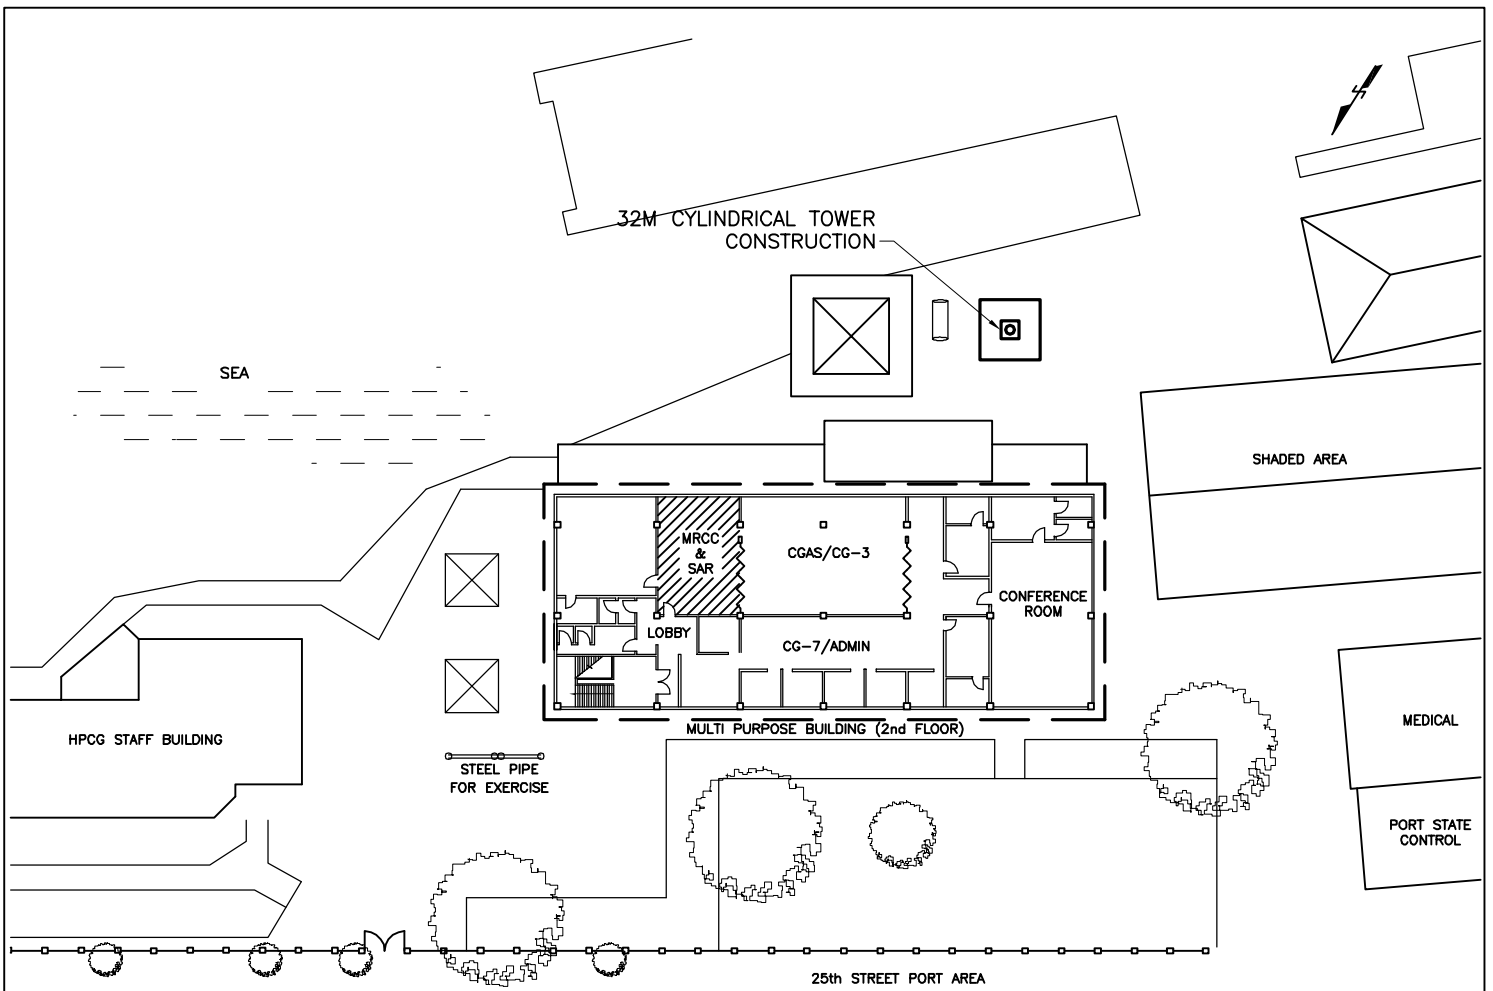 32M CYLINDRICAL TOWER
CONSTRUCTION
SEA
SHADED AREA
MRCC
&
SAR
CGAS/CG-3
CONFERENCE
ROOM
LOBBY
CG-7/ADMIN
MULTI PURPOSE BUILDING (2nd FLOOR)
HPCG STAFF BUILDING
STEEL PIPE
FOR EXERCISE
MEDICAL
PORT STATE
CONTROL
25th STREET PORT AREA